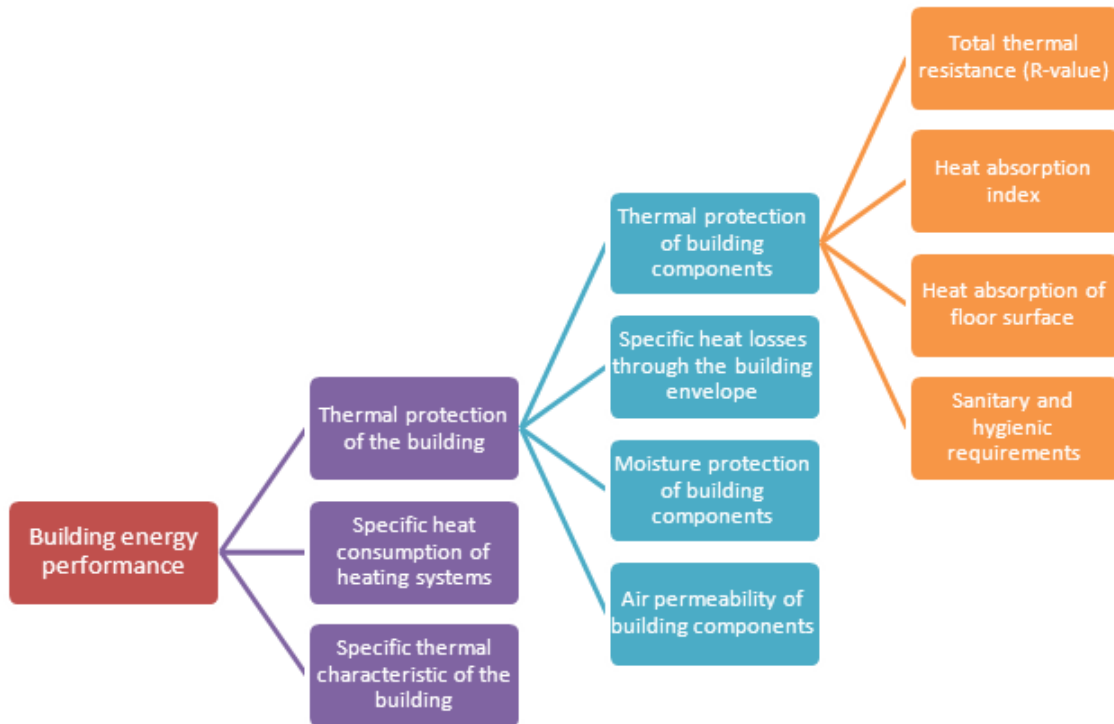 Building energy
performance
Thermal protection
of the building
Specific heat
consumption of
heating systems
Specific thermal
characteristic of the
building
Thermal protection
of building
components
Specific heat losses
through the building
envelope
Moisture protection
of building
components
Air permeability of
building components
Total thermal
resistance (R-value)
Heat absorption
index
Heat absorption of
floor surface
Sanitary and
hygienic
requirements